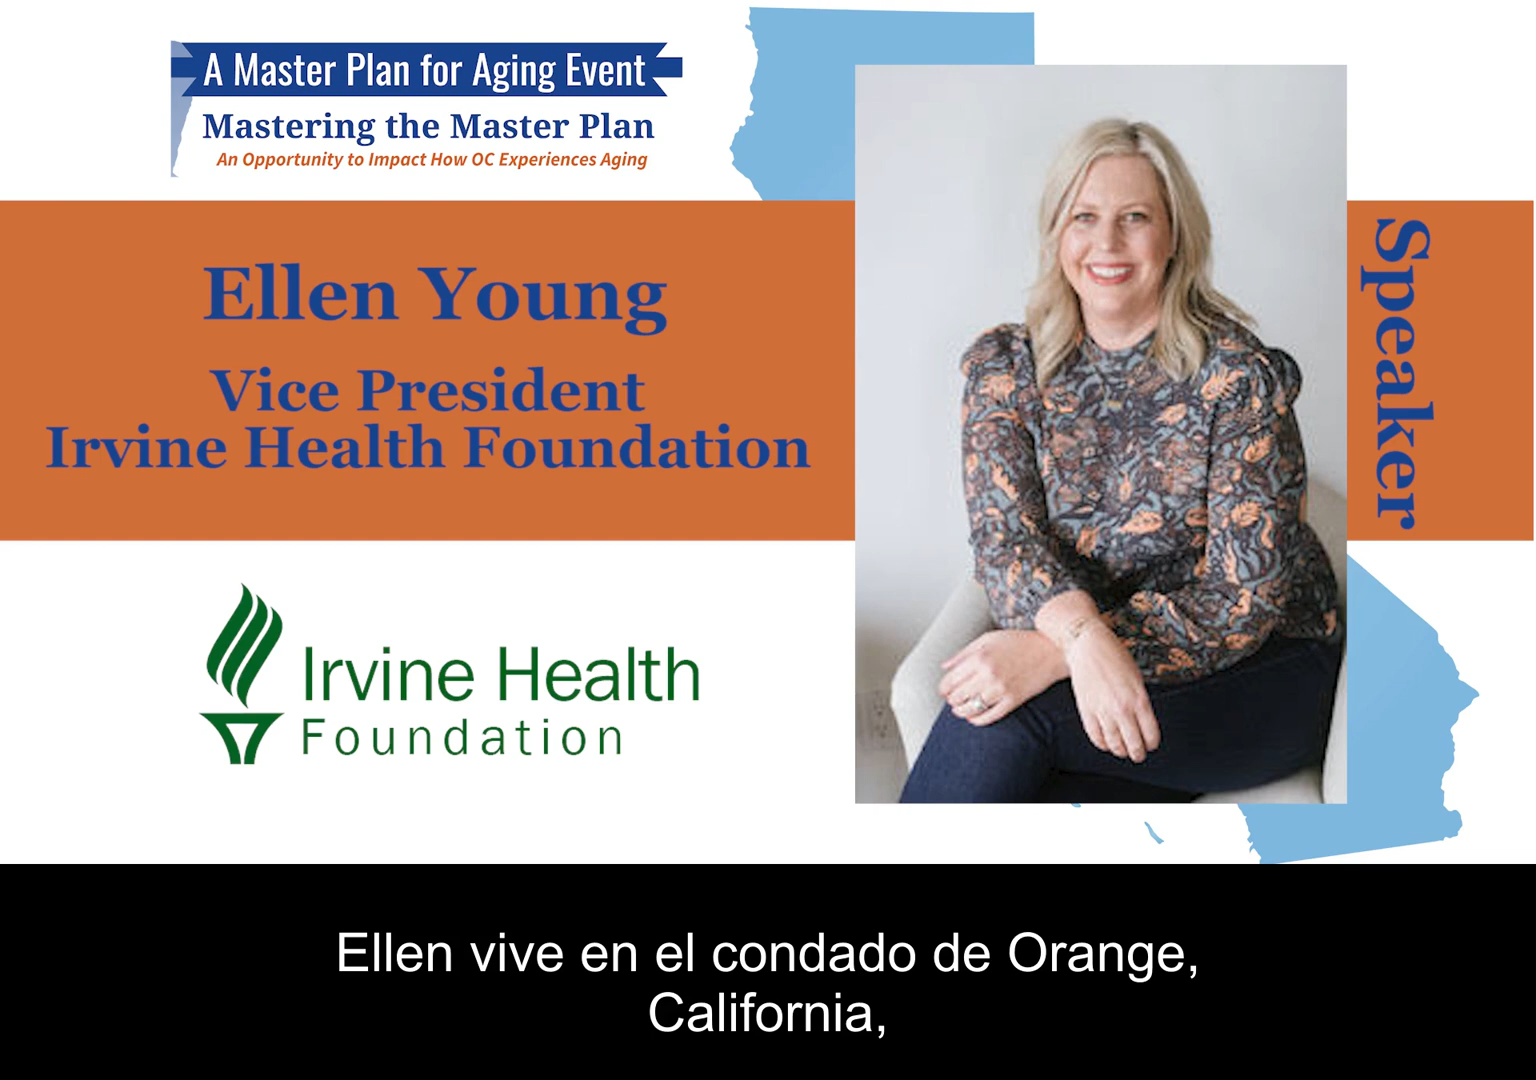 A Master Plan for Aging Event
Mastering the Master Plan
An Opportunity to Impact How OC Experiences Aging
Ellen Young
Vice President
Irvine Health Foundation
Speaker
Irvine Health
Foundation
Ellen vive en el condado de Orange,
California,